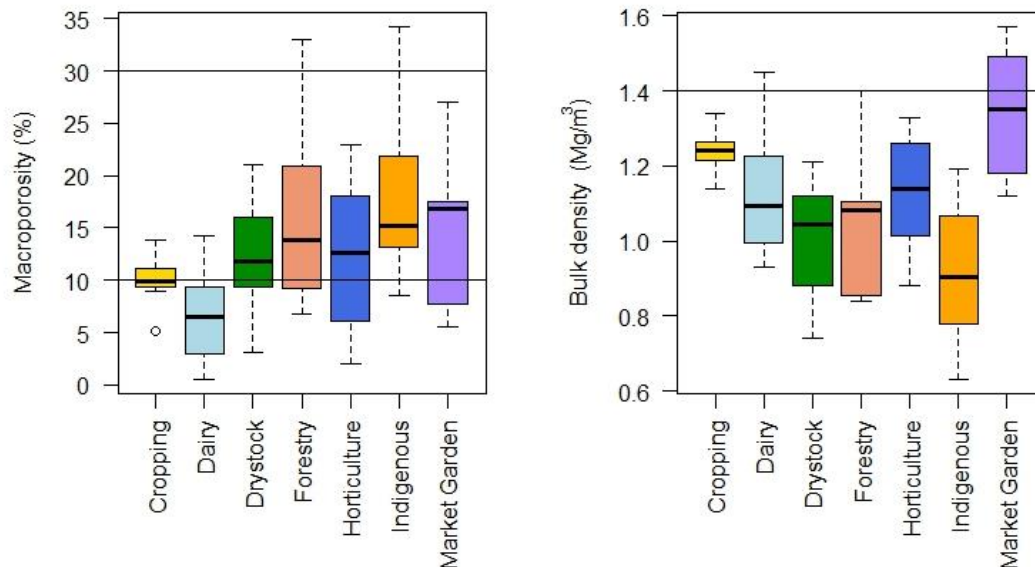 Macroporosity (%)
35
30
25
20
15
10
5
0
Cropping
Dairy
Drystock
Forestry
Horticulture
Indigenous
Market Garden
Bulk density (Mg/m³)
1.6
1.4
1.2
1.0
0.8
0.6
Cropping
Dairy
Drystock
Forestry
Horticulture
Indigenous
Market Garden